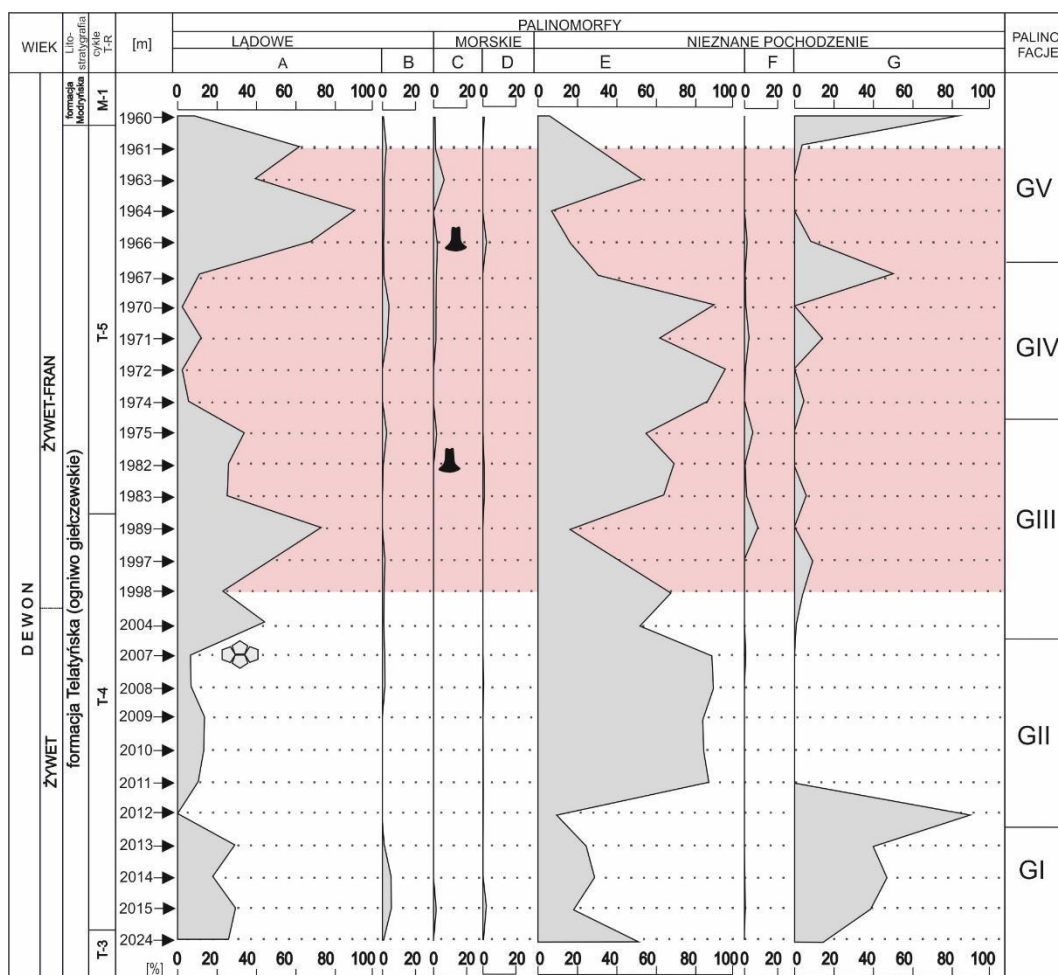 PALINOMORFY
WIEK
Lito-
stratygrafia
cykle
T-R
[m]
LĄDOWE
MORSKIE
NIEZNANE POCHODZENIE
PALINO
FACJE
A
B
C
D
E
F
G
formacja
Modryńska
M-1
0 20 40 60 80 100
0 20
0 20
0 20
0 20 40 60 80 100
0 20
0 20 40 60 80 100
1960
1961
1963
1964
1966
1967
1970
1971
1972
1974
1975
1982
1983
1989
1997
1998
2004
2007
2008
2009
2010
2011
2012
2013
2014
2015
2024
DEWON
ŻYWET-FRAN
ŻYWET
formacja Telatyńska (ogniwo giełczewskie)
T-5
T-4
T-3
GV
GIV
GIII
GII
GI
[%]
0 20 40 60 80 100
0 20
0 20
0 20
0 20 40 60 80 100
0 20
0 20 40 60 80 100